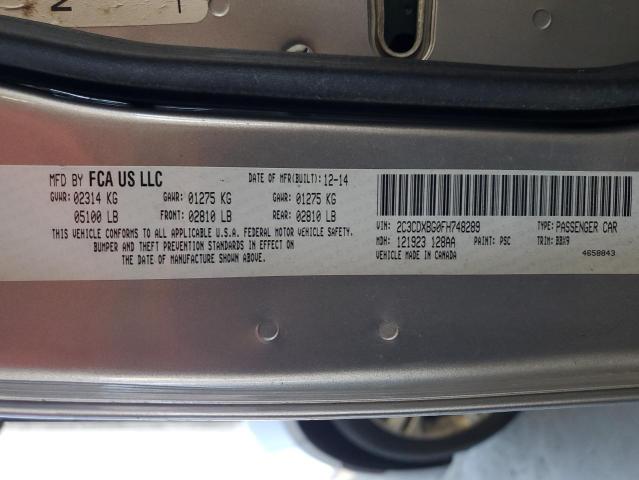 MFD BY FCA US LLC DATE OF MFR(BUILT): 12-14
GVWR: 02314 KG GAWR: 01275 KG GAWR: 01275 KG
05100 LB FRONT: 02810 LB REAR: 02810 LB
THIS VEHICLE CONFORMS TO ALL APPLICABLE U.S.A. FEDERAL MOTOR VEHICLE SAFETY,
BUMPER AND THEFT PREVENTION STANDARDS IN EFFECT ON
THE DATE OF MANUFACTURE SHOWN ABOVE.
VIN: 2C3CDXBG0FH748289 TYPE: PASSENGER CAR
MDH: 121923 128AA PAINT: PSC TRIM: BBX9
VEHICLE MADE IN CANADA 4658843